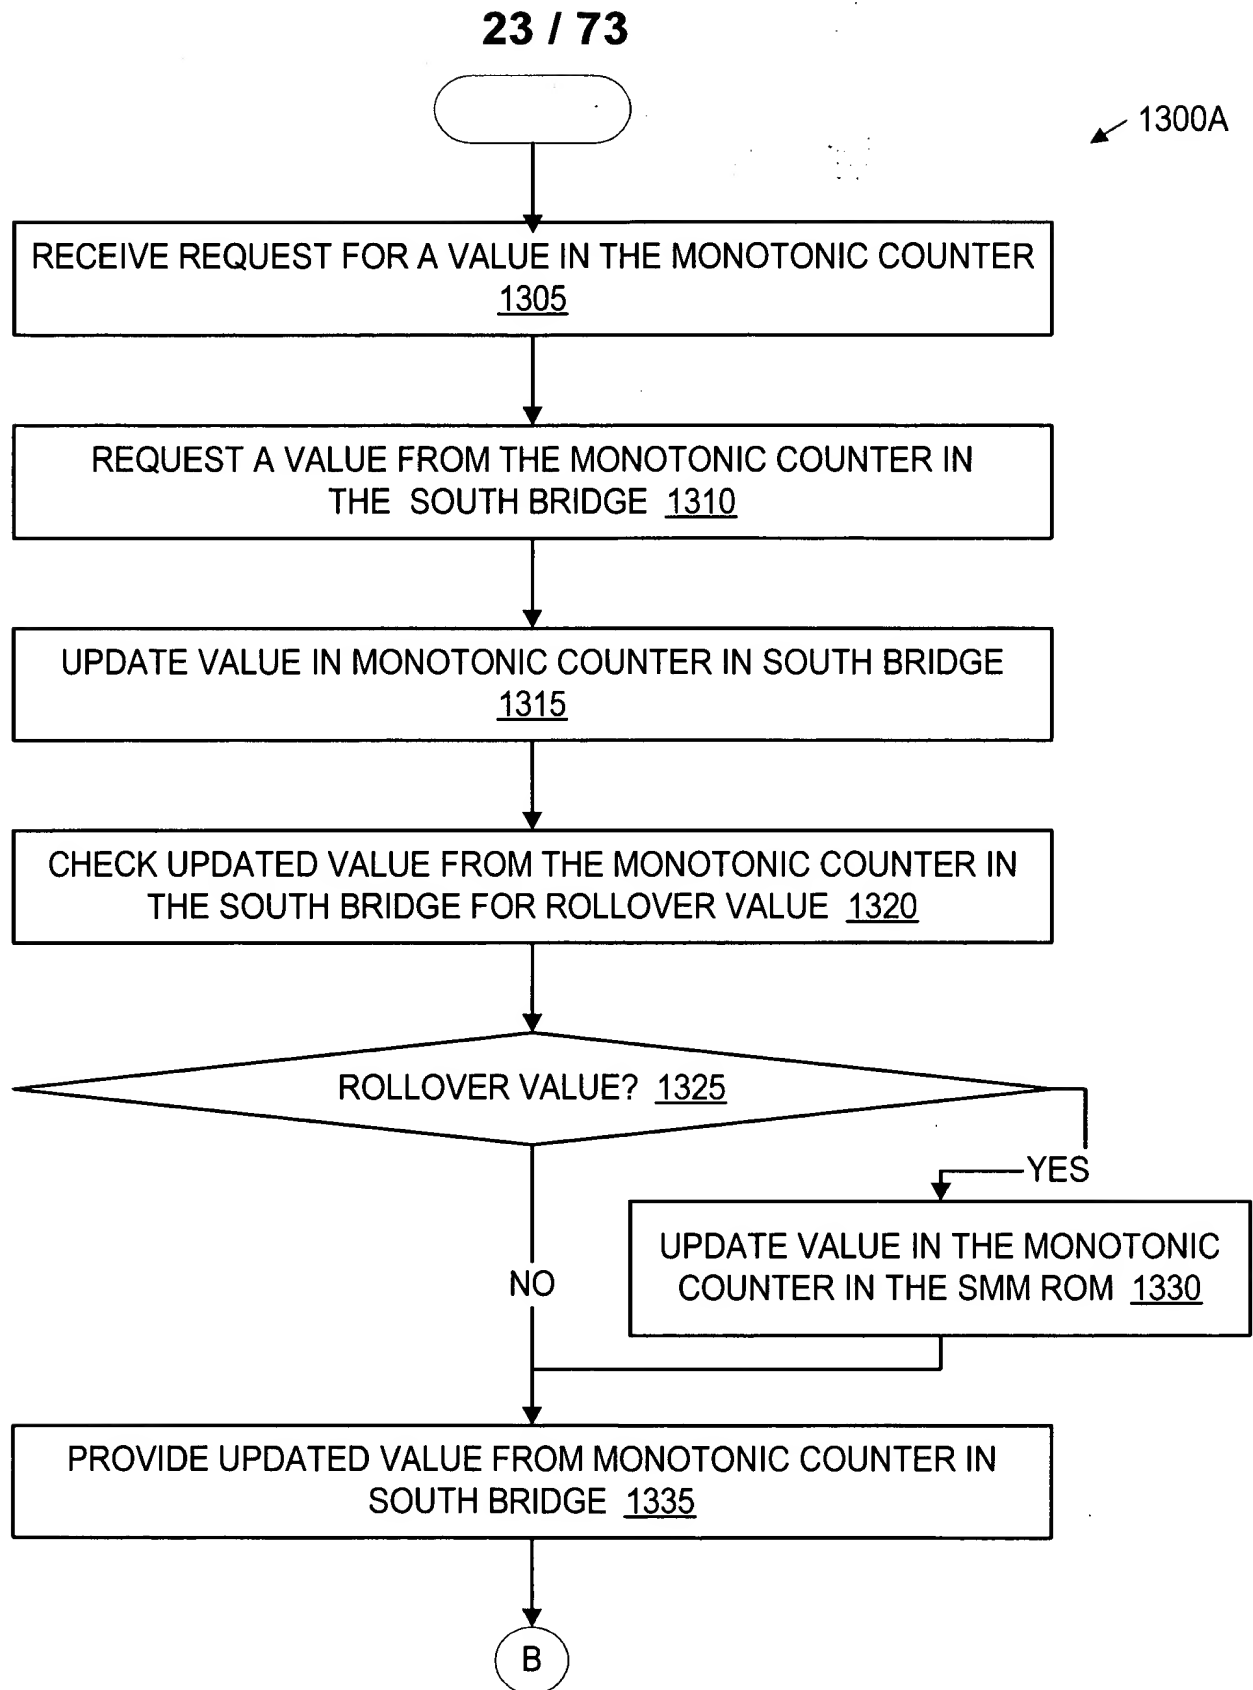 23 / 73
1300A
RECEIVE REQUEST FOR A VALUE IN THE MONOTONIC COUNTER
1305
REQUEST A VALUE FROM THE MONOTONIC COUNTER IN
THE SOUTH BRIDGE 1310
UPDATE VALUE IN MONOTONIC COUNTER IN SOUTH BRIDGE
1315
CHECK UPDATED VALUE FROM THE MONOTONIC COUNTER IN
THE SOUTH BRIDGE FOR ROLLOVER VALUE 1320
ROLLOVER VALUE? 1325
YES
UPDATE VALUE IN THE MONOTONIC
COUNTER IN THE SMM ROM 1330
NO
PROVIDE UPDATED VALUE FROM MONOTONIC COUNTER IN
SOUTH BRIDGE 1335
B